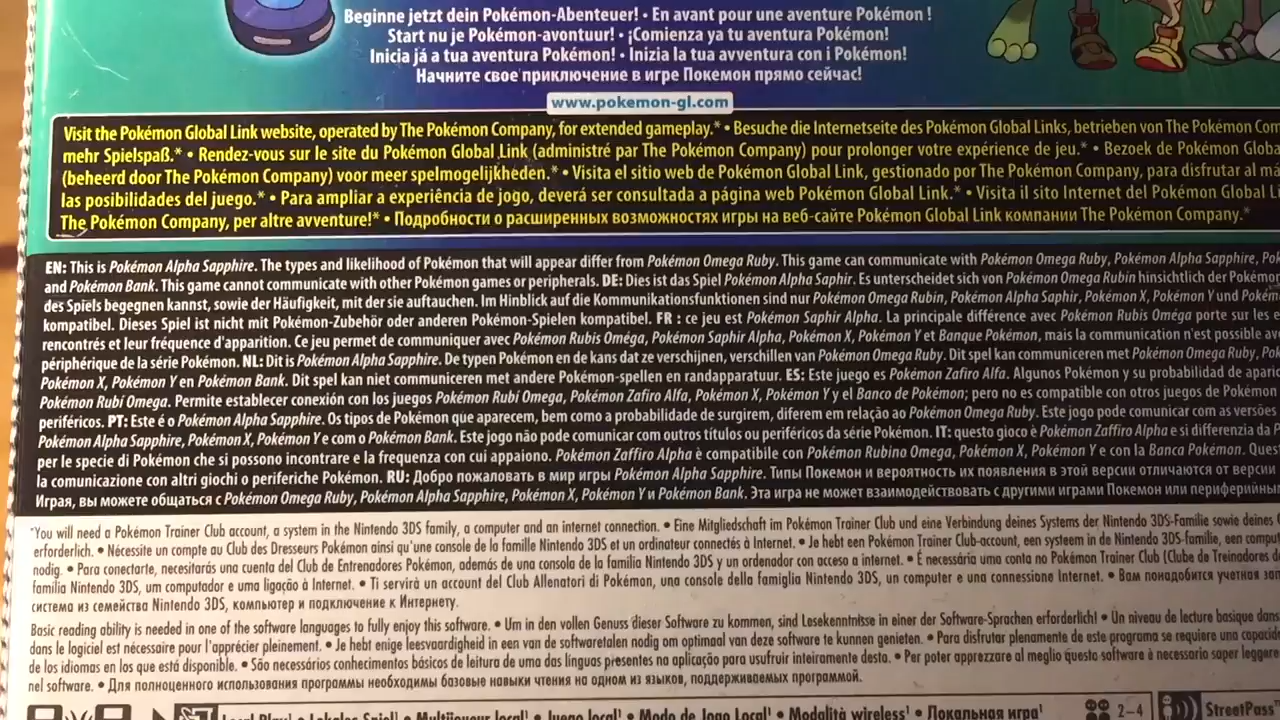 Beginne jetzt dein Pokémon-Abenteuer! • En avant pour une aventure Pokémon !
Start nu je Pokémon-avontuur! • ¡Comienza ya tu aventura Pokémon!
Inicia já a tua aventura Pokémon! • Inizia la tua avventura con i Pokémon!
Начните свое приключение в игре Покемон прямо сейчас!
www.pokemon-gl.com
Visit the Pokémon Global Link website, operated by The Pokémon Company, for extended gameplay.* • Besuche die Internetseite des Pokémon Global Links, betrieben von The Pokémon
mehr Spielspaß.* • Rendez-vous sur le site du Pokémon Global Link (administré par The Pokémon Company) pour prolonger votre expérience de jeu.* • Bezoek de Pokémon
(beheerd door The Pokémon Company) voor meer spelmogelijkheden.* • Visita el sitio web de Pokémon Global Link, gestionado por The Pokémon Company, para disfrutar al
las posibilidades del juego.* • Para ampliar a experiência de jogo, deverá ser consultada a página web Pokémon Global Link.* • Visita il sito Internet del Pokémon Global
The Pokémon Company, per altre avventure!* • Подробности о расширенных возможностях игры на веб-сайте Pokémon Global Link компании The Pokémon Company.*
EN: This is Pokémon Alpha Sapphire. The types and likelihood of Pokémon that will appear differ from Pokémon Omega Ruby. This game can communicate with Pokémon Omega Ruby, Pokémon Alpha Sapphire,
and Pokémon Bank. This game cannot communicate with other Pokémon games or peripherals. DE: Dies ist das Spiel Pokémon Alpha Saphir. Es unterscheidet sich von Pokémon Omega Rubin hinsichtlich der
des Spiels begegnen kannst, sowie der Häufigkeit, mit der sie auftauchen. Im Hinblick auf die Kommunikationsfunktionen sind nur Pokémon Omega Rubin, Pokémon Alpha Saphir, Pokémon X, Pokémon Y und
kompatibel. Dieses Spiel ist nicht mit Pokémon-Zubehör oder anderen Pokémon-Spielen kompatibel. FR : ce jeu est Pokémon Saphir Alpha. La principale différence avec Pokémon Rubis Oméga porte sur les
rencontrés et leur fréquence d'apparition. Ce jeu permet de communiquer avec Pokémon Rubis Oméga, Pokémon Saphir Alpha, Pokémon X, Pokémon Y et Banque Pokémon, mais la communication n'est possible
périphérique de la série Pokémon. NL: Dit is Pokémon Alpha Sapphire. De typen Pokémon en de kans dat ze verschijnen, verschillen van Pokémon Omega Ruby. Dit spel kan communiceren met Pokémon Omega Ruby,
Pokémon X, Pokémon Y en Pokémon Bank. Dit spel kan niet communiceren met andere Pokémon-spellen en randapparatuur. ES: Este juego es Pokémon Zafiro Alfa. Algunos Pokémon y su probabilidad de
Pokémon Rubí Omega. Permite establecer conexión con los juegos Pokémon Rubí Omega, Pokémon Zafiro Alfa, Pokémon X, Pokémon Y y el Banco de Pokémon; pero no es compatible con otros juegos de Pokémon
periféricos. PT: Este é o Pokémon Alpha Sapphire. Os tipos de Pokémon que aparecem, bem como a probabilidade de surgirem, diferem em relação ao Pokémon Omega Ruby. Este jogo pode comunicar com as versões
Pokémon Alpha Sapphire, Pokémon X, Pokémon Y e com o Pokémon Bank. Este jogo não pode comunicar com outros títulos ou periféricos da série Pokémon. IT: questo gioco è Pokémon Zaffiro Alpha e si differenzia da
per le specie di Pokémon che si possono incontrare e la frequenza con cui appaiono. Pokémon Zaffiro Alpha è compatibile con Pokémon Rubino Omega, Pokémon X, Pokémon Y e con la Banca Pokémon.
la comunicazione con altri giochi o periferiche Pokémon. RU: Добро пожаловать в мир игры Pokémon Alpha Sapphire. Типы Покемон и вероятность их появления в этой версии отличаются от версии
Играя, вы можете общаться с Pokémon Omega Ruby, Pokémon Alpha Sapphire, Pokémon X, Pokémon Y и Pokémon Bank. Эта игра не может взаимодействовать с другими играми Покемон или
*You will need a Pokémon Trainer Club account, a system in the Nintendo 3DS family, a computer and an internet connection. • Eine Mitgliedschaft im Pokémon Trainer Club und eine Verbindung deines Systems der Nintendo 3DS-Familie sowie deines
erforderlich. • Nécessite un compte au Club des Dresseurs Pokémon ainsi qu'une console de la famille Nintendo 3DS et un ordinateur connectés à Internet. • Je hebt een Pokémon Trainer Club-account, een systeem in de Nintendo 3DS-familie, een
nodig. • Para conectarte, necesitarás una cuenta del Club de Entrenadores Pokémon, además de una consola de la familia Nintendo 3DS y un ordenador con acceso a internet. • É necessária uma conta no Pokémon Trainer Club (Clube de Treinadores
família Nintendo 3DS, um computador e uma ligação à Internet. • Ti servirà un account del Club Allenatori di Pokémon, una console della famiglia Nintendo 3DS, un computer e una connessione Internet. • Вам понадобится учетная
система из семейства Nintendo 3DS, компьютер и подключение к Интернету.
Basic reading ability is needed in one of the software languages to fully enjoy this software. • Um in den vollen Genuss dieser Software zu kommen, sind Lesekenntnisse in einer der Software-Sprachen erforderlich! • Un niveau de lecture basique dans
dans le logiciel est nécessaire pour l'apprécier pleinement. • Je hebt enige leesvaardigheid in een van de softwaretalen nodig om optimaal van deze software te kunnen genieten. • Para disfrutar plenamente de este programa se requiere una
de los idiomas en los que está disponible. • São necessários conhecimentos básicos de leitura de uma das línguas presentes na aplicação para usufruir inteiramente desta. • Per poter apprezzare al meglio questo software è necessario saper leggere
nel software. • Для полноценного использования программы необходимы базовые навыки чтения на одном из языков, поддерживаемых программой.
Local Play¹ • Lokales Spiel¹ • Multijoueur local¹ • Juego local¹ • Modo de Jogo Local¹ • Modalità wireless¹ • Локальная игра¹ 2–4 StreetPass